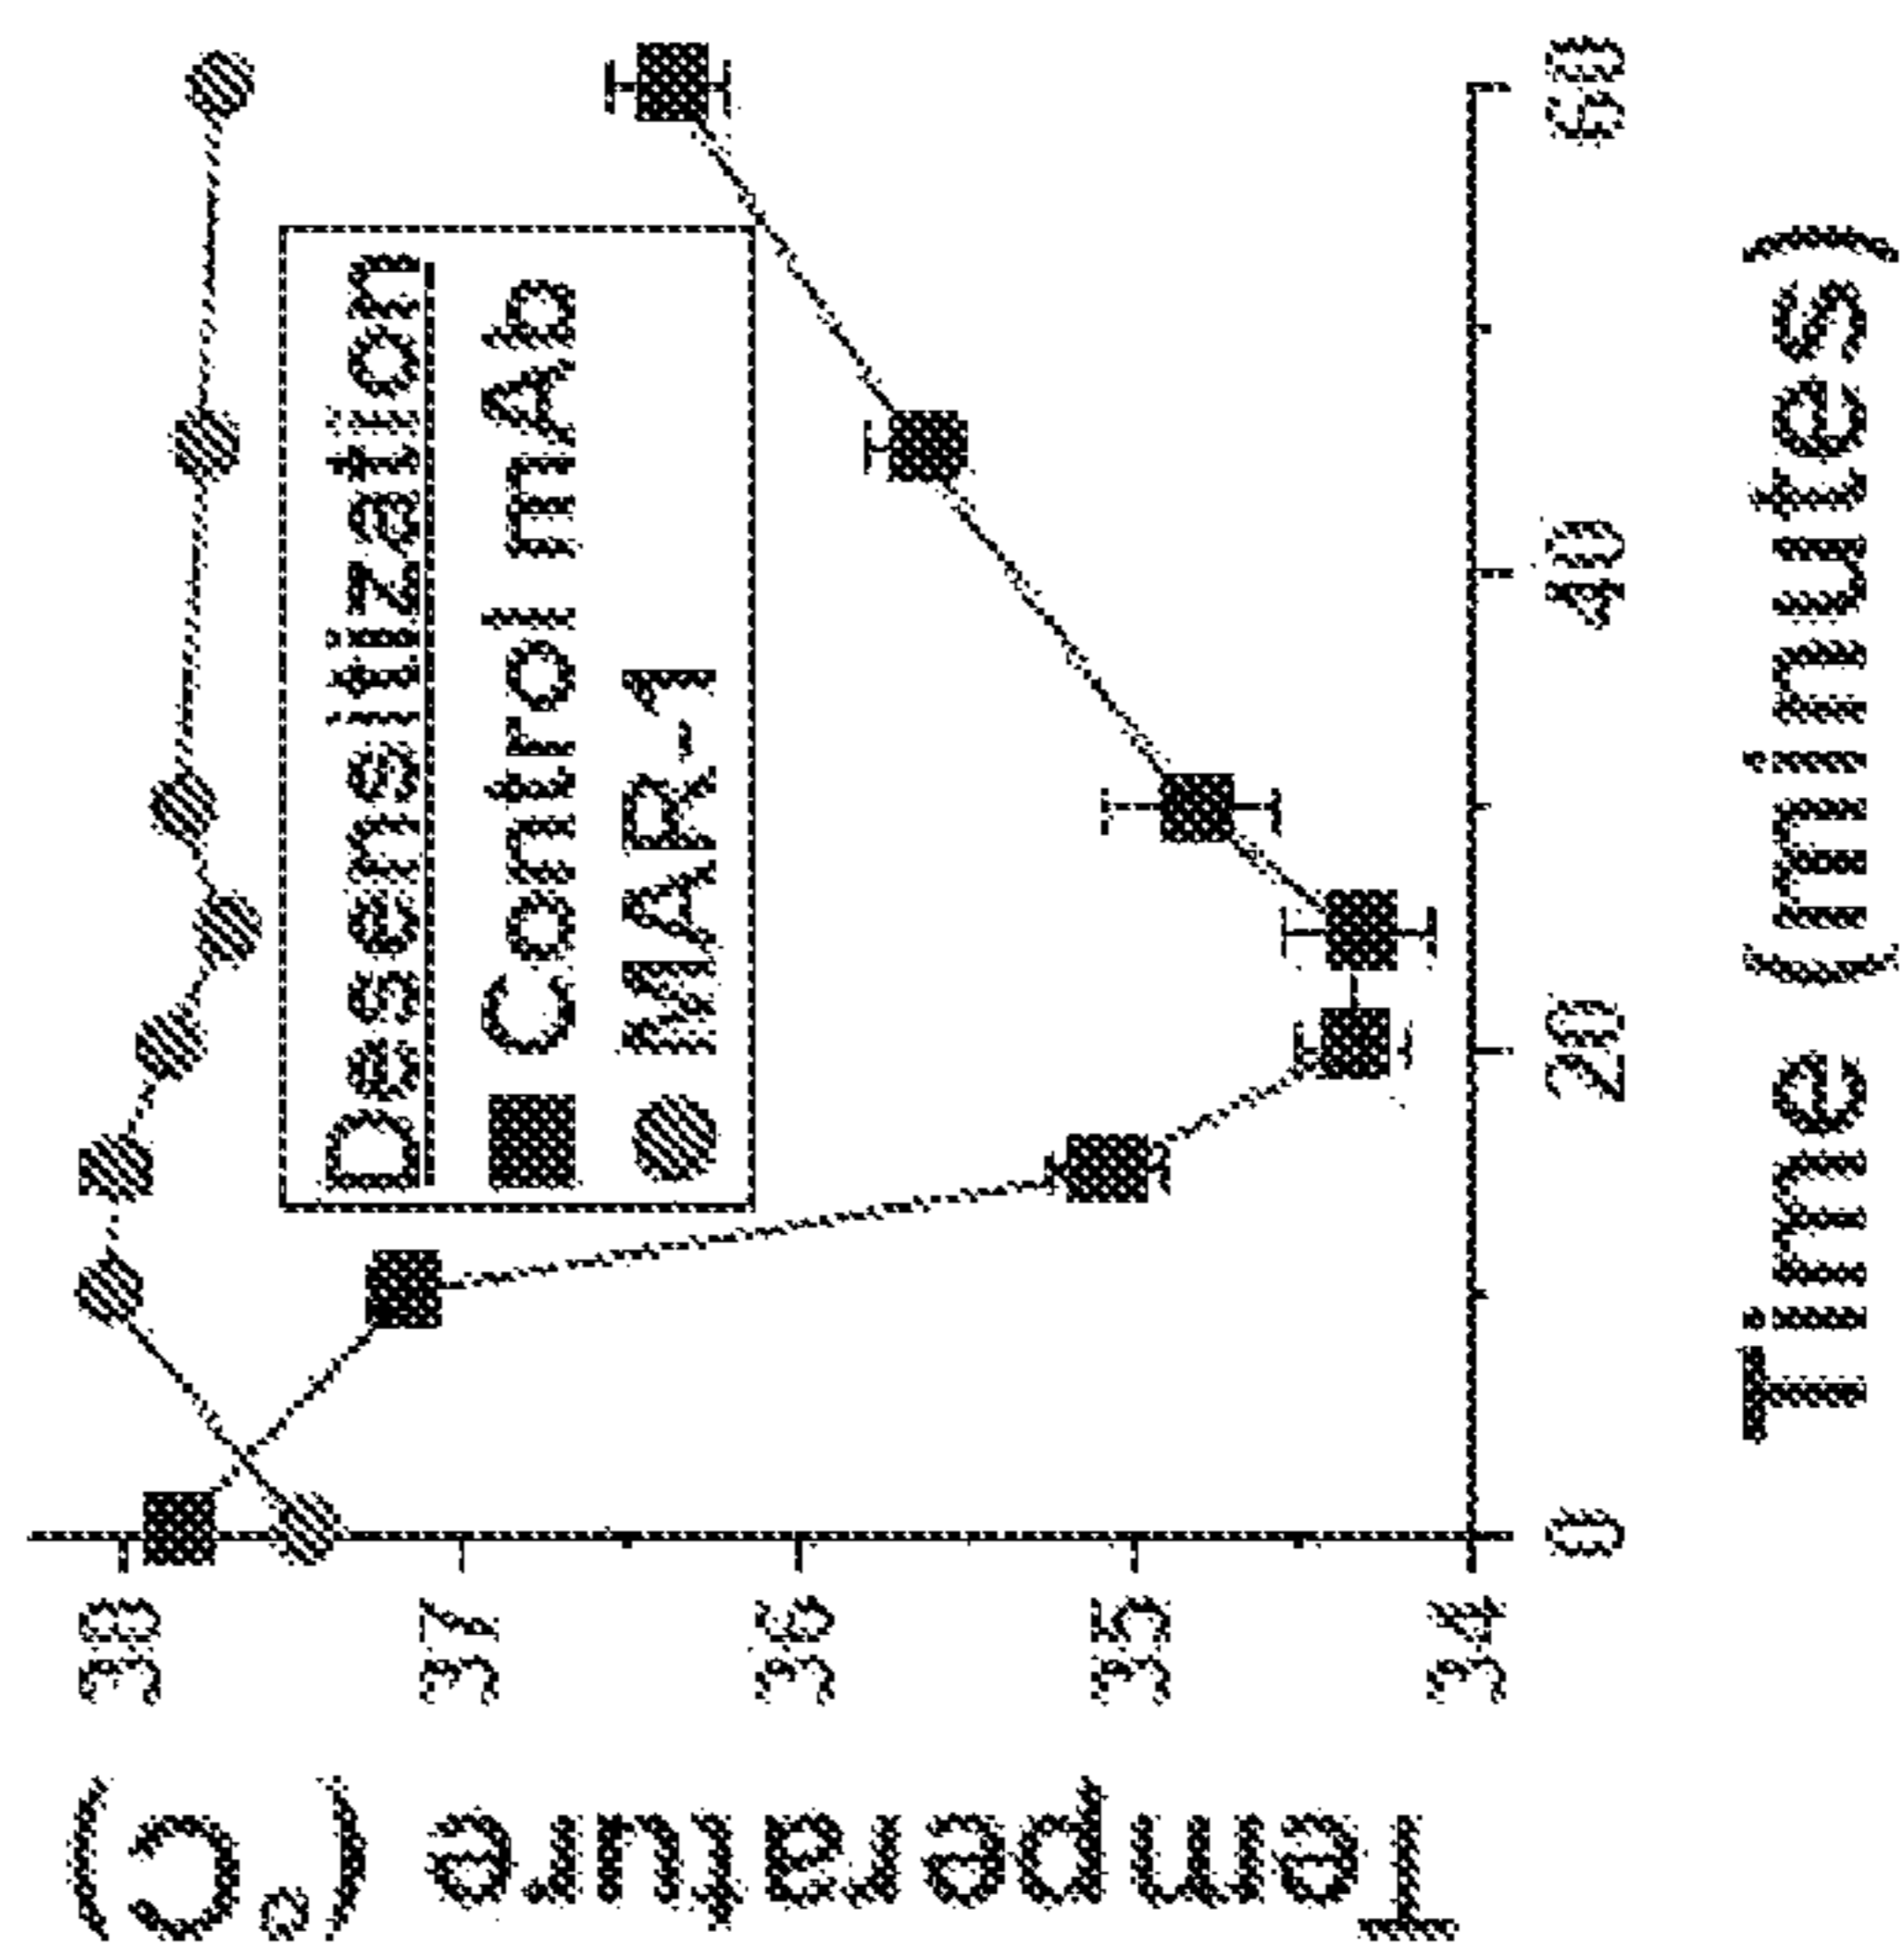 Temperature (°C)
38
37
36
35
34
Desensitization
Control mAb
MAR-1
0
20
40
60
Time (minutes)